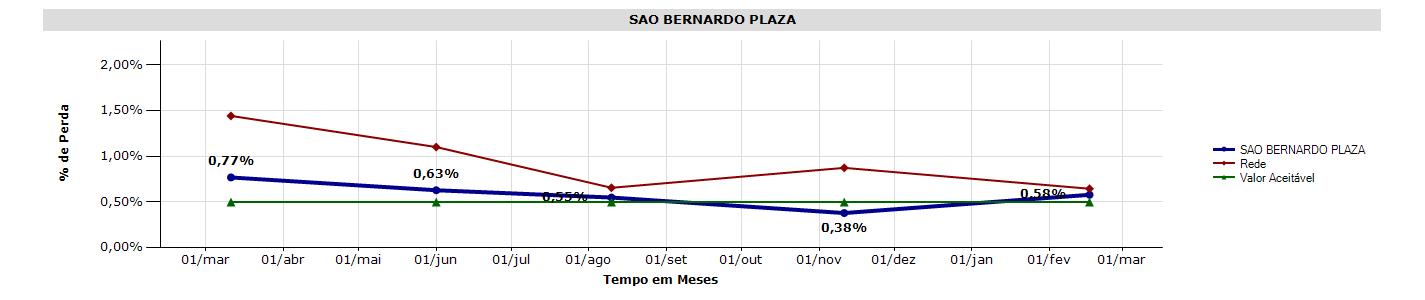 SAO BERNARDO PLAZA
2,00%
1,50%
1,00%
0,50%
0,00%
% de Perda
0,77%
0,63%
0,55%
0,38%
0,58%
01/mar 01/abr 01/mai 01/jun 01/jul 01/ago 01/set 01/out 01/nov 01/dez 01/jan 01/fev 01/mar
Tempo em Meses
SAO BERNARDO PLAZA
Rede
Valor Aceitável